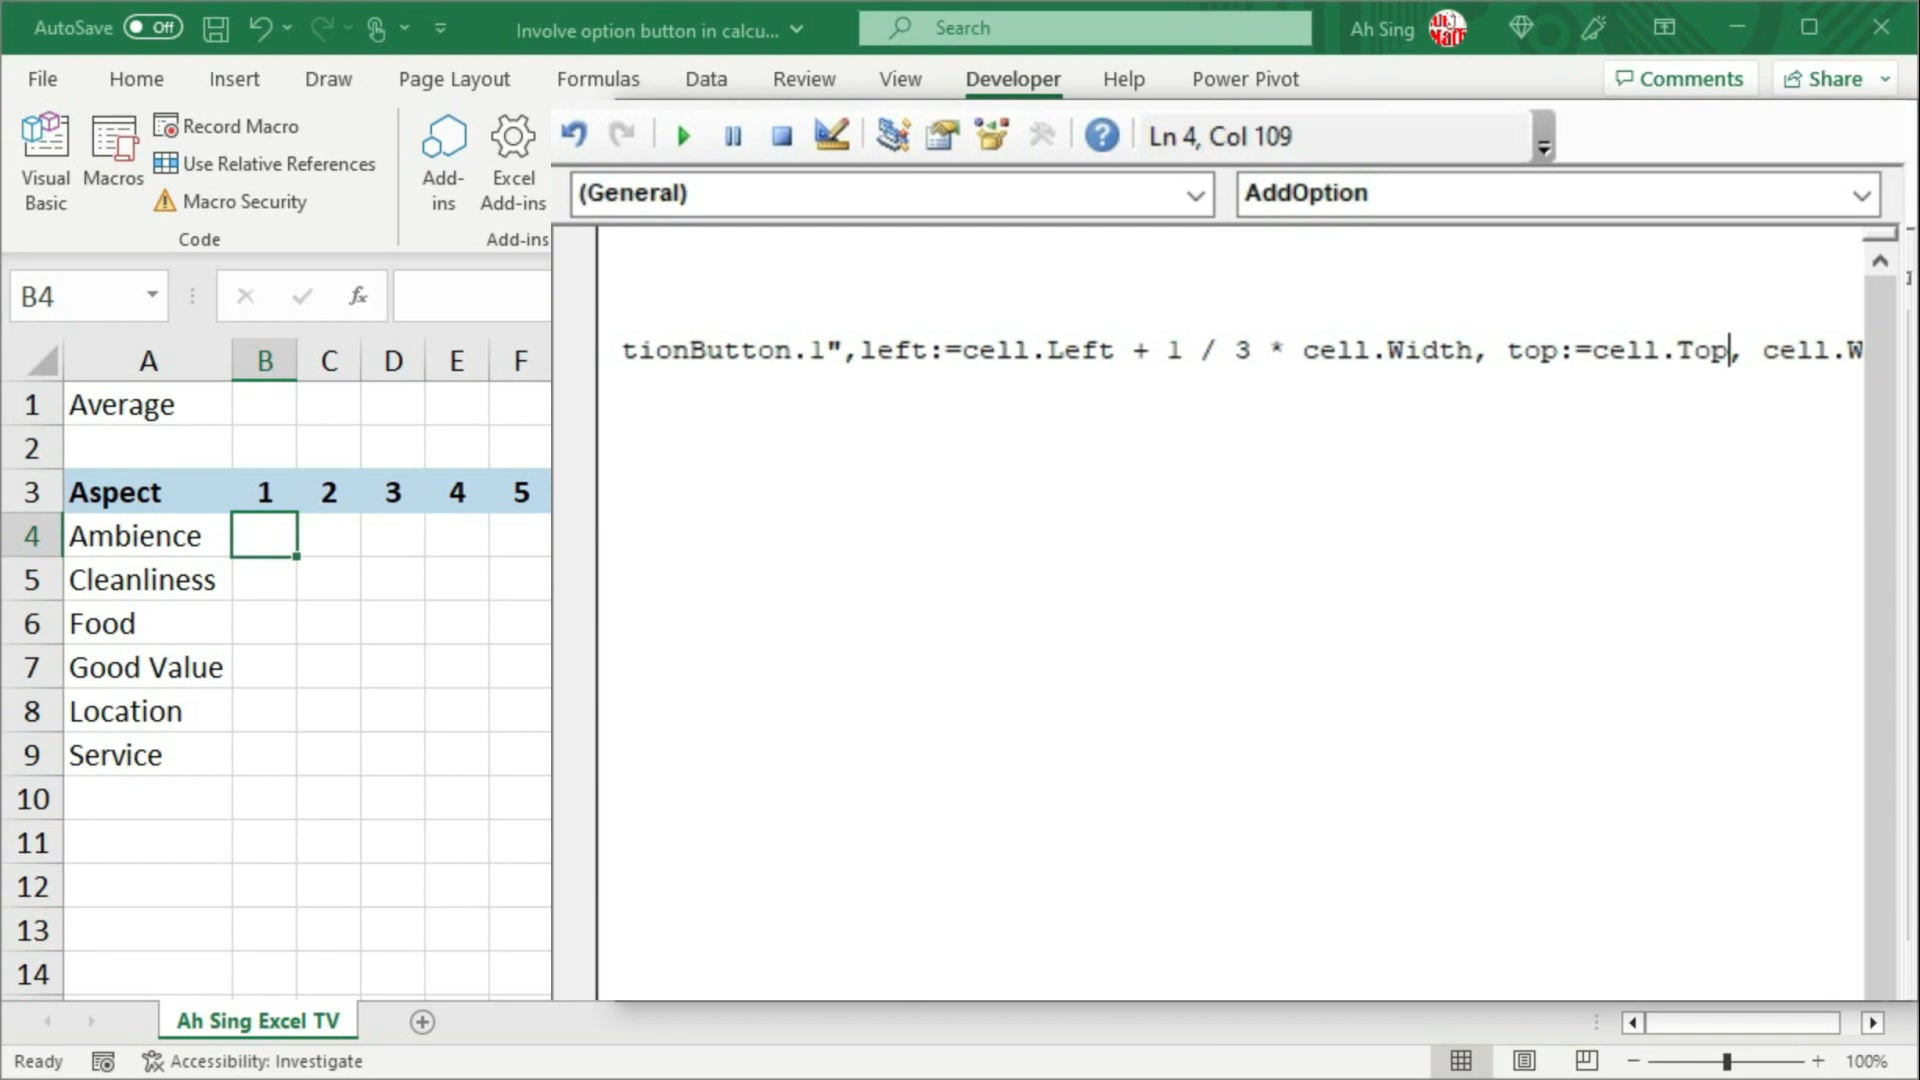 AutoSave Off Involve option button in calcu... Search Ah Sing
File Home Insert Draw Page Layout Formulas Data Review View Developer Help Power Pivot Comments Share
Visual Basic
Macros
Record Macro
Use Relative References
Macro Security
Code
Add-ins
Excel Add-ins
Add-ins
Ln 4, Col 109
(General) AddOption
B4 fx
tionButton.1",left:=cell.Left + 1 / 3 * cell.Width, top:=cell.Top, cell.W
A B C D E F
1 Average
2
3 Aspect 1 2 3 4 5
4 Ambience
5 Cleanliness
6 Food
7 Good Value
8 Location
9 Service
10
11
12
13
14
Ah Sing Excel TV
Ready Accessibility: Investigate 100%